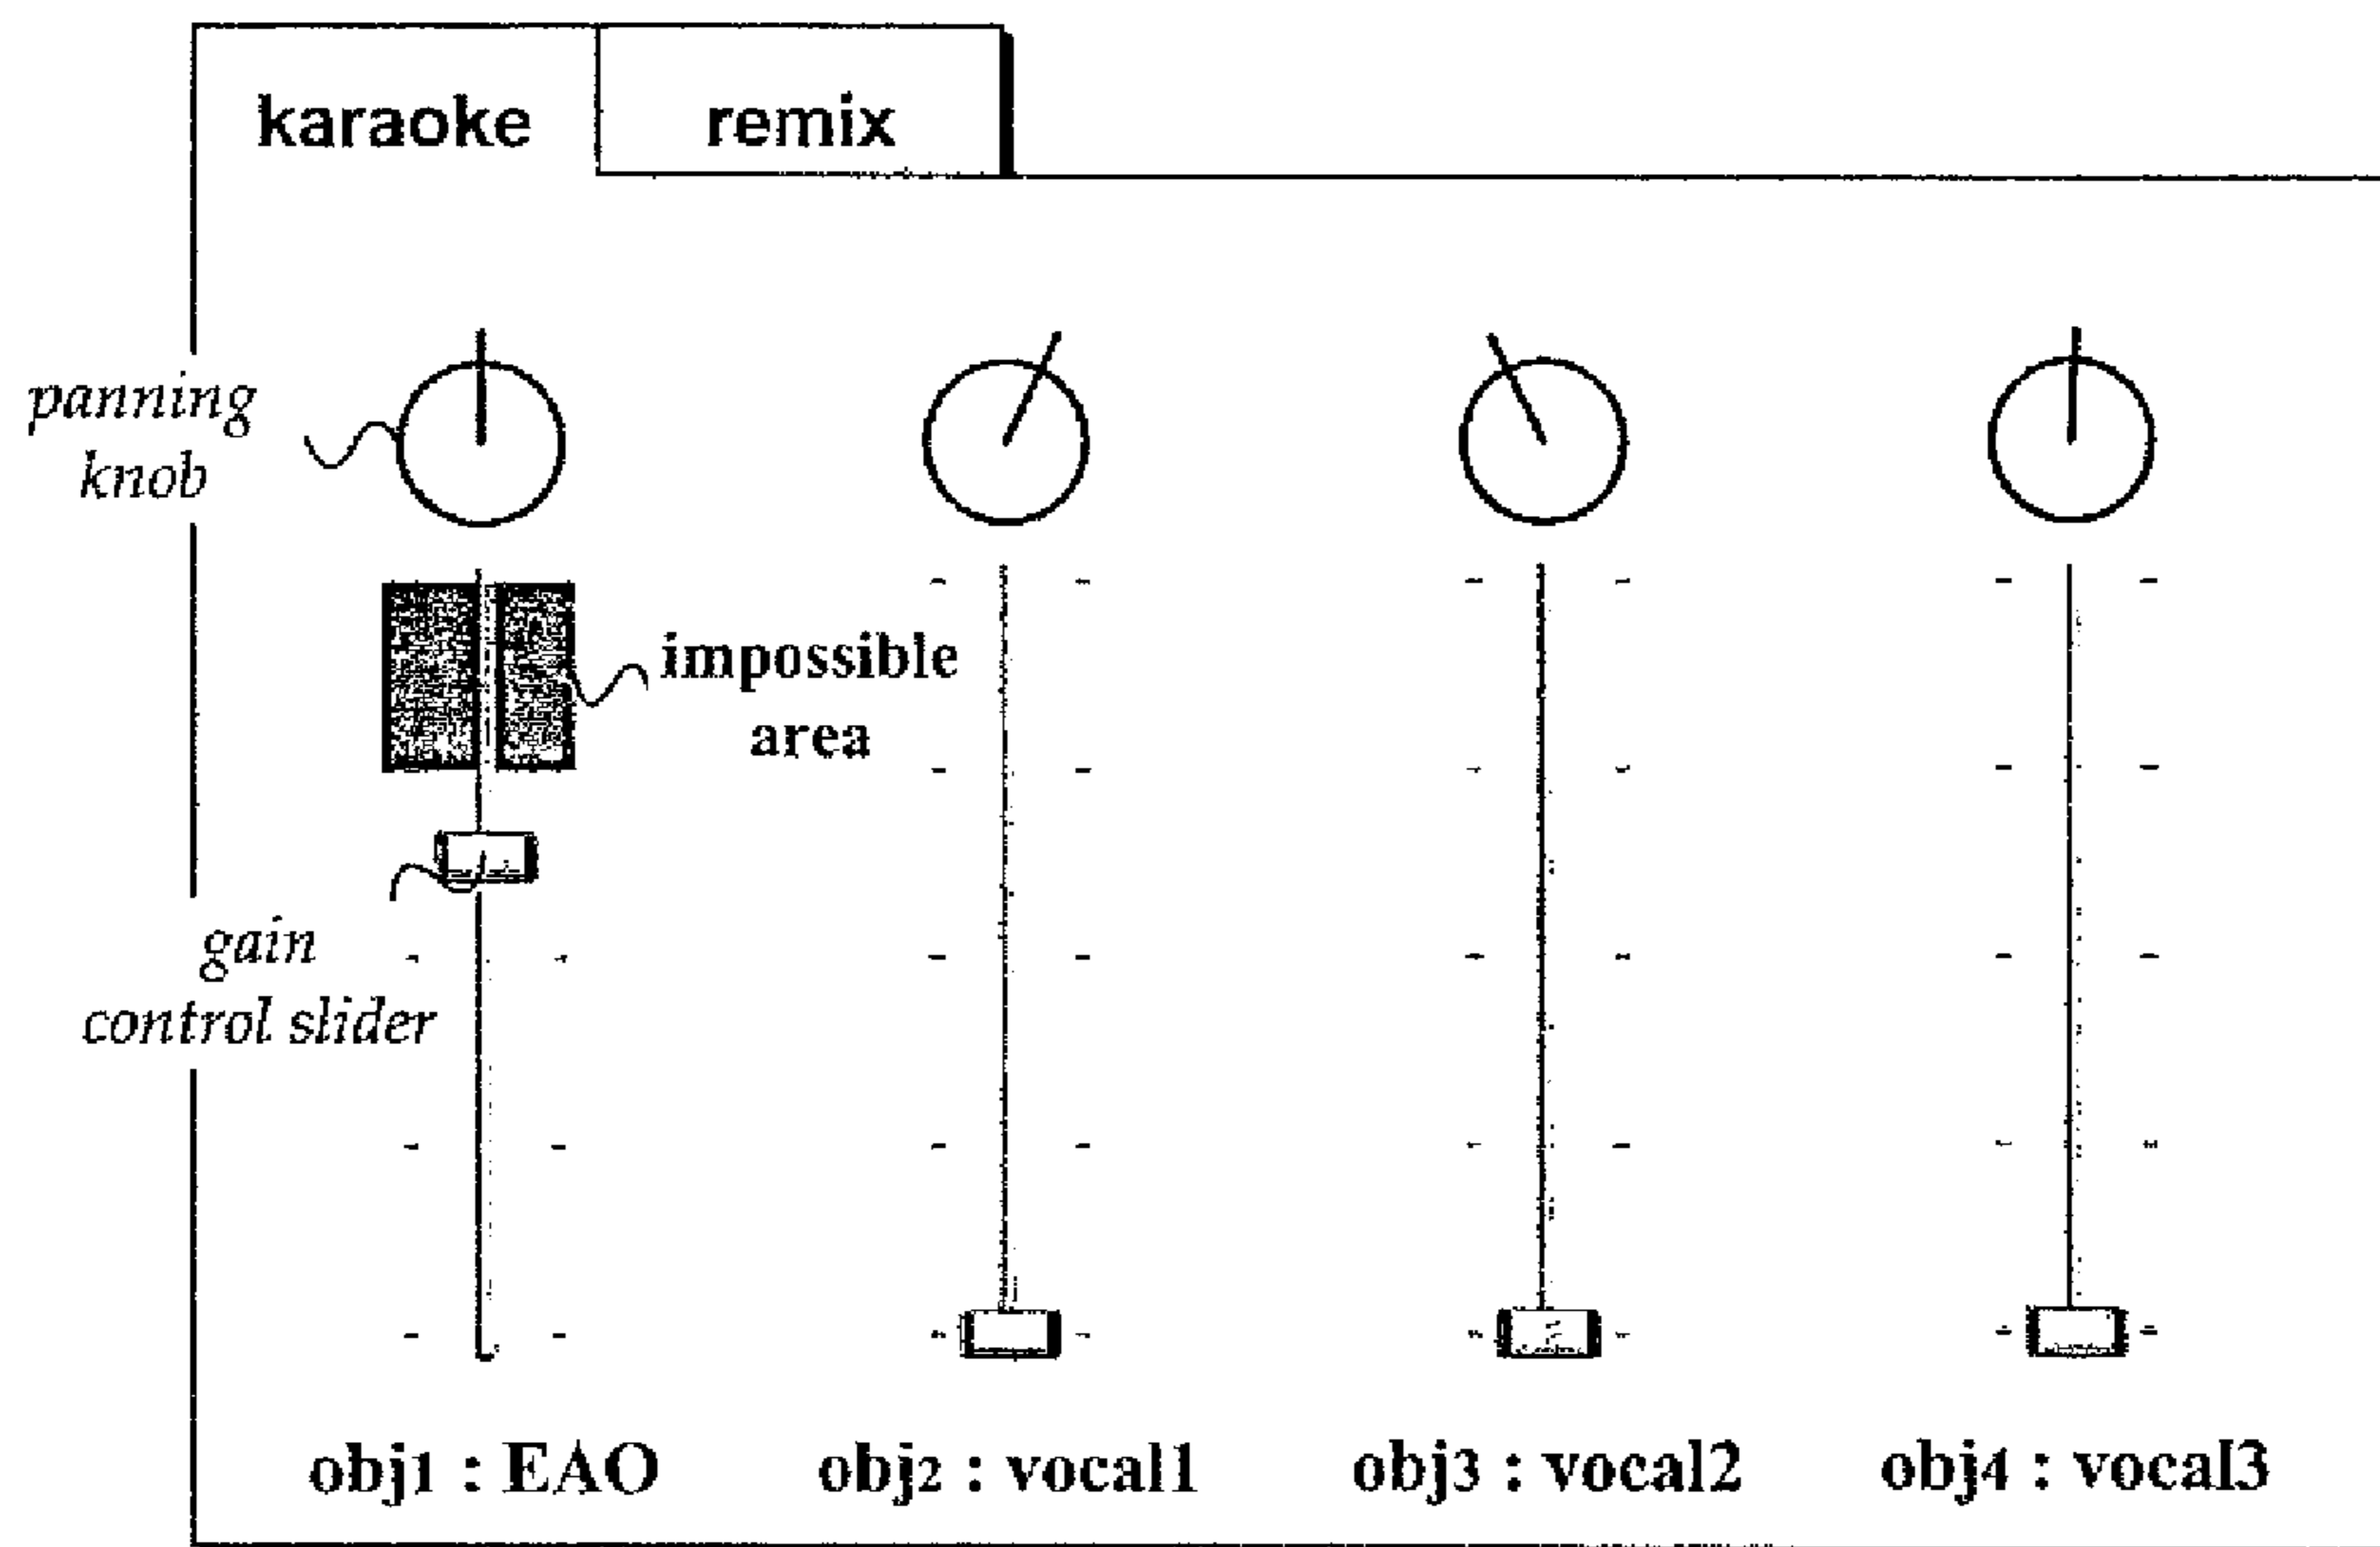 karaoke remix
panning
knob
impossible
area
gain
control slider
obj1 : EAO obj2 : vocal1 obj3 : vocal2 obj4 : vocal3